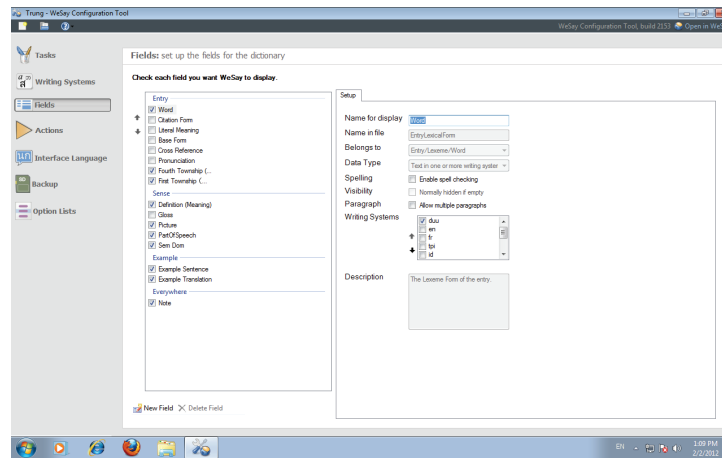 Trung - WeSay Configuration Tool
WeSay Configuration Tool, build 2153 Open in WeS
Tasks
Writing Systems
Fields
Actions
Interface Language
Backup
Option Lists
Fields: set up the fields for the dictionary
Check each field you want WeSay to display.
Entry
Word
Citation Form
Literal Meaning
Base Form
Cross Reference
Pronunciation
Fourth Township (...
First Township (...
Sense
Definition (Meaning)
Gloss
Picture
PartOfSpeech
Sem Dom
Example
Example Sentence
Example Translation
Everywhere
Note
New Field Delete Field
Setup
Name for display Word
Name in file EntryLexicalForm
Belongs to Entry/Lexeme/Word
Data Type Text in one or more writing syster
Spelling Enable spell checking
Visibility Normally hidden if empty
Paragraph Allow multiple paragraphs
Writing Systems duu
en
fr
tpi
id
Description The Lexeme Form of the entry.
EN 1:09 PM
2/2/2012